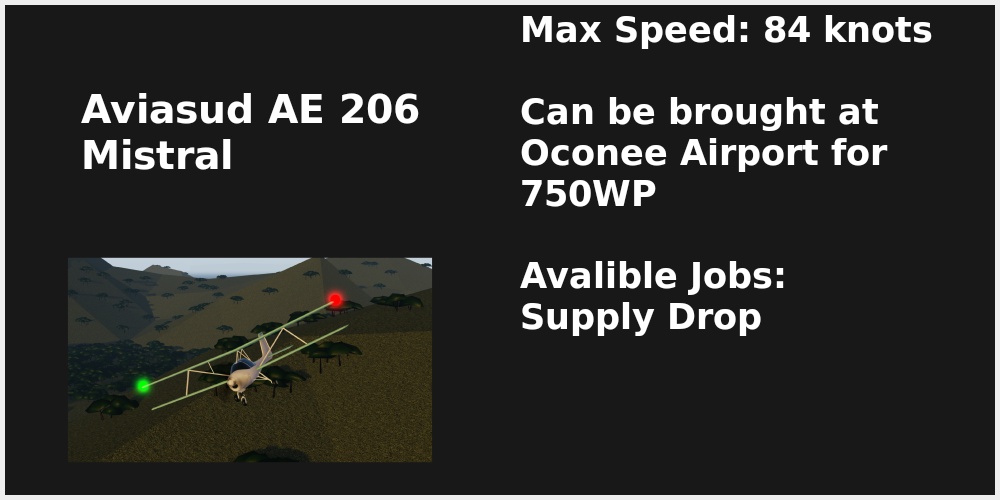 Aviasud AE 206
Mistral
Max Speed: 84 knots
Can be brought at
Oconee Airport for
750WP
Avalible Jobs:
Supply Drop